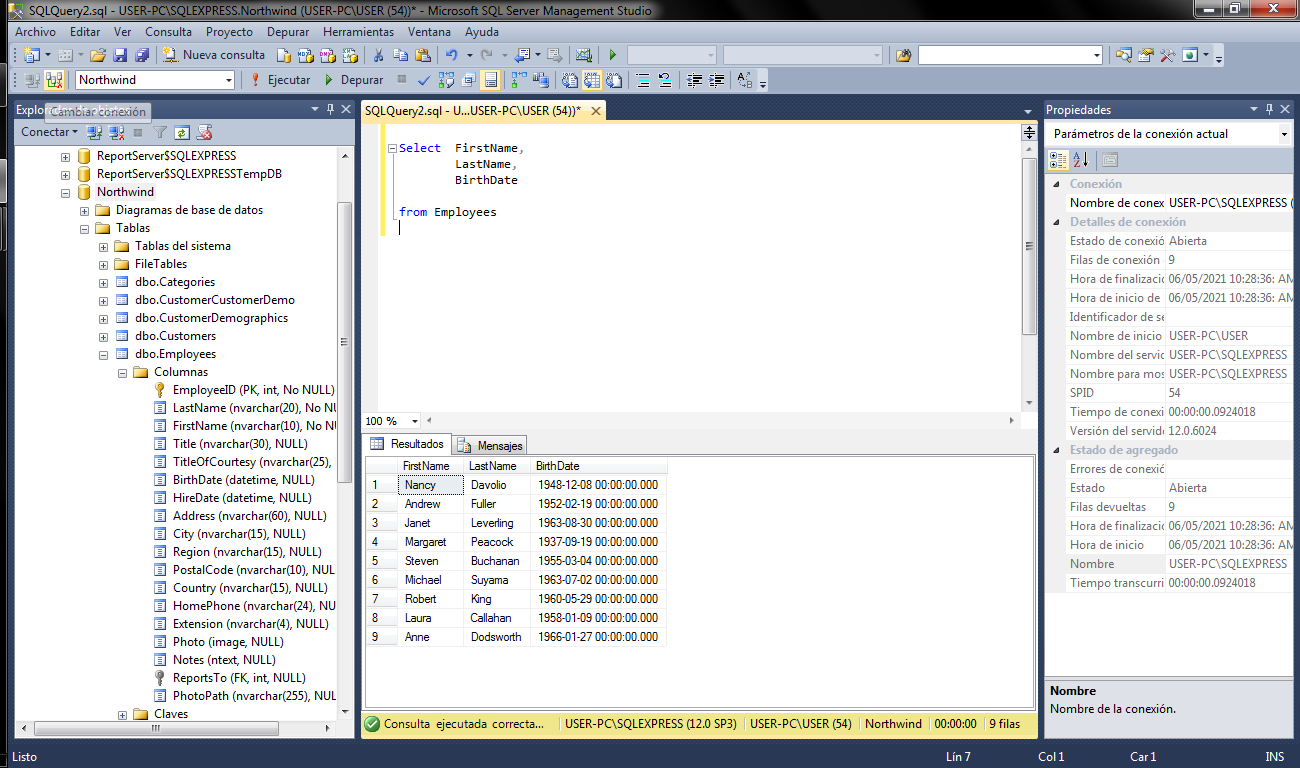 SQLQuery2.sql - USER-PC\SQLEXPRESS.Northwind (USER-PC\USER (54))* - Microsoft SQL Server Management Studio
Archivo Editar Ver Consulta Proyecto Depurar Herramientas Ventana Ayuda
Nueva consulta
Northwind Ejecutar Depurar
Cambiar conexión
Conectar
ReportServer$SQLEXPRESS
ReportServer$SQLEXPRESSTempDB
Northwind
Diagramas de base de datos
Tablas
Tablas del sistema
FileTables
dbo.Categories
dbo.CustomerCustomerDemo
dbo.CustomerDemographics
dbo.Customers
dbo.Employees
Columnas
EmployeeID (PK, int, No NULL)
LastName (nvarchar(20), No NU
FirstName (nvarchar(10), No NU
Title (nvarchar(30), NULL)
TitleOfCourtesy (nvarchar(25),
BirthDate (datetime, NULL)
HireDate (datetime, NULL)
Address (nvarchar(60), NULL)
City (nvarchar(15), NULL)
Region (nvarchar(15), NULL)
PostalCode (nvarchar(10), NULL
Country (nvarchar(15), NULL)
HomePhone (nvarchar(24), NU
Extension (nvarchar(4), NULL)
Photo (image, NULL)
Notes (ntext, NULL)
ReportsTo (FK, int, NULL)
PhotoPath (nvarchar(255), NUL
Claves
SQLQuery2.sql - U...USER-PC\USER (54))*
Select FirstName,
LastName,
BirthDate
from Employees
100 %
Resultados Mensajes
FirstName LastName BirthDate
1 Nancy Davolio 1948-12-08 00:00:00.000
2 Andrew Fuller 1952-02-19 00:00:00.000
3 Janet Leverling 1963-08-30 00:00:00.000
4 Margaret Peacock 1937-09-19 00:00:00.000
5 Steven Buchanan 1955-03-04 00:00:00.000
6 Michael Suyama 1963-07-02 00:00:00.000
7 Robert King 1960-05-29 00:00:00.000
8 Laura Callahan 1958-01-09 00:00:00.000
9 Anne Dodsworth 1966-01-27 00:00:00.000
Consulta ejecutada correcta... USER-PC\SQLEXPRESS (12.0 SP3) USER-PC\USER (54) Northwind 00:00:00 9 filas
Propiedades
Parámetros de la conexión actual
Conexión
Nombre de conex USER-PC\SQLEXPRESS (
Detalles de conexión
Estado de conexió Abierta
Filas de conexión 9
Hora de finalizació 06/05/2021 10:28:36: AM
Hora de inicio de 06/05/2021 10:28:36: AM
Identificador de se
Nombre de inicio USER-PC\USER
Nombre del servic USER-PC\SQLEXPRESS
Nombre para mos USER-PC\SQLEXPRESS
SPID 54
Tiempo de conexi 00:00:00.0924018
Versión del servid 12.0.6024
Estado de agregado
Errores de conexió
Estado Abierta
Filas devueltas 9
Hora de finalizació 06/05/2021 10:28:36: AM
Hora de inicio 06/05/2021 10:28:36: AM
Nombre USER-PC\SQLEXPRESS
Tiempo transcurri 00:00:00.0924018
Nombre
Nombre de la conexión.
Listo Lín 7 Col 1 Car 1 INS